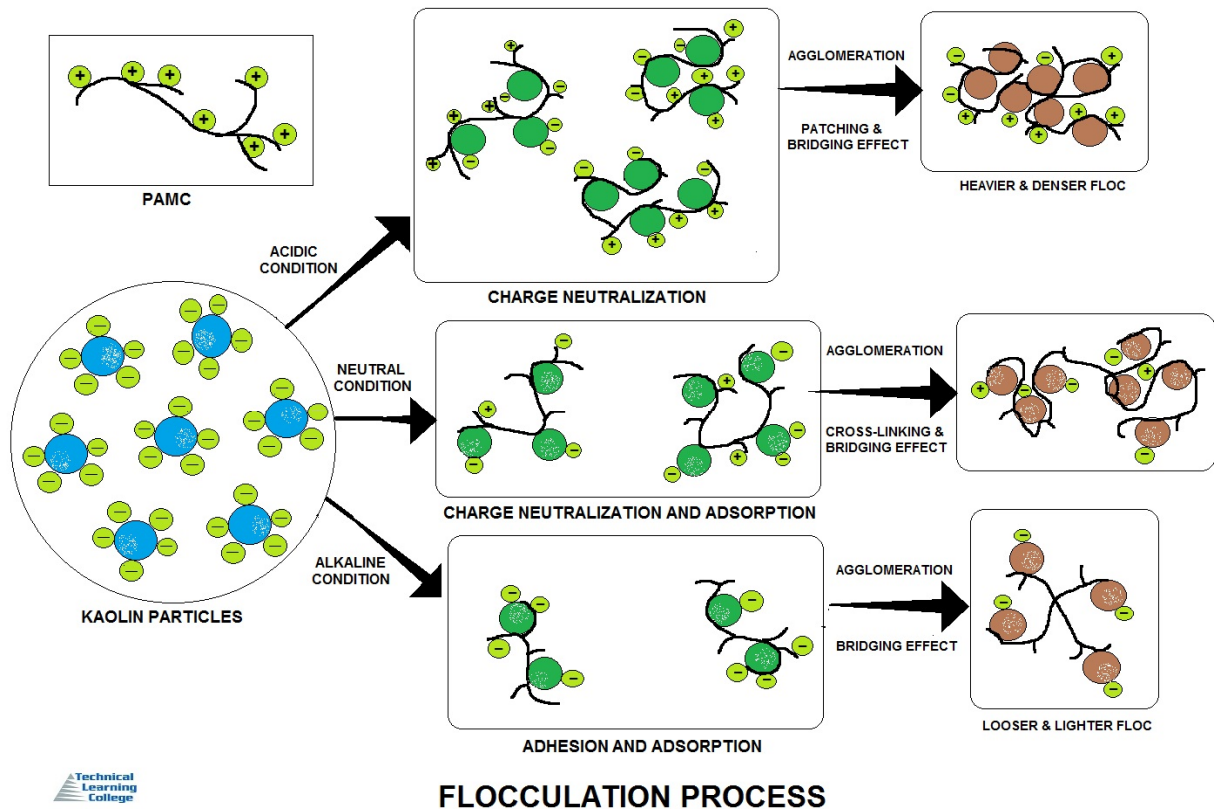 PAMC
ACIDIC
CONDITION
CHARGE NEUTRALIZATION
AGGLOMERATION
PATCHING &
BRIDGING EFFECT
HEAVIER & DENSER FLOC
KAOLIN PARTICLES
NEUTRAL
CONDITION
CHARGE NEUTRALIZATION AND ADSORPTION
AGGLOMERATION
CROSS-LINKING &
BRIDGING EFFECT
ALKALINE
CONDITION
ADHESION AND ADSORPTION
AGGLOMERATION
BRIDGING EFFECT
LOOSER & LIGHTER FLOC
Technical
Learning
College
FLOCCULATION PROCESS